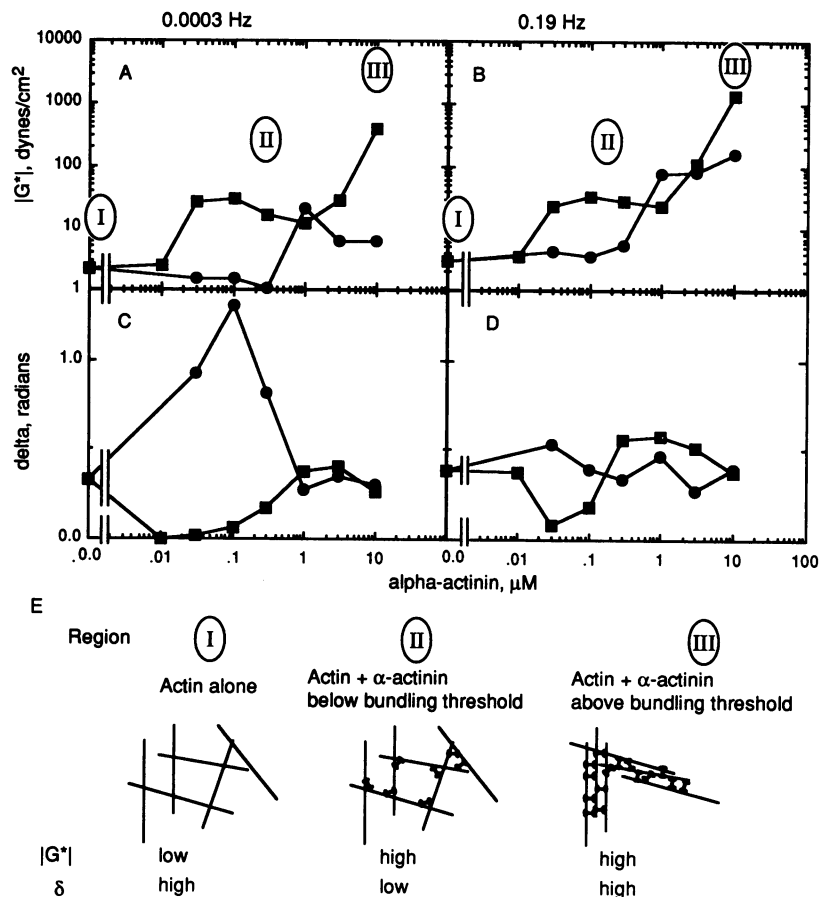 0.0003 Hz
0.19 Hz
|G*|, dynes/cm2
10000
1000
100
10
1
A
I
II
III
B
I
II
III
delta, radians
1.0
0.0
C
D
0.0 .01 .1 1 10
0.0 .01 .1 1 10 100
alpha-actinin, µM
E
Region
I
II
III
Actin alone
Actin + α-actinin
below bundling threshold
Actin + α-actinin
above bundling threshold
|G*| low high high
δ high low high